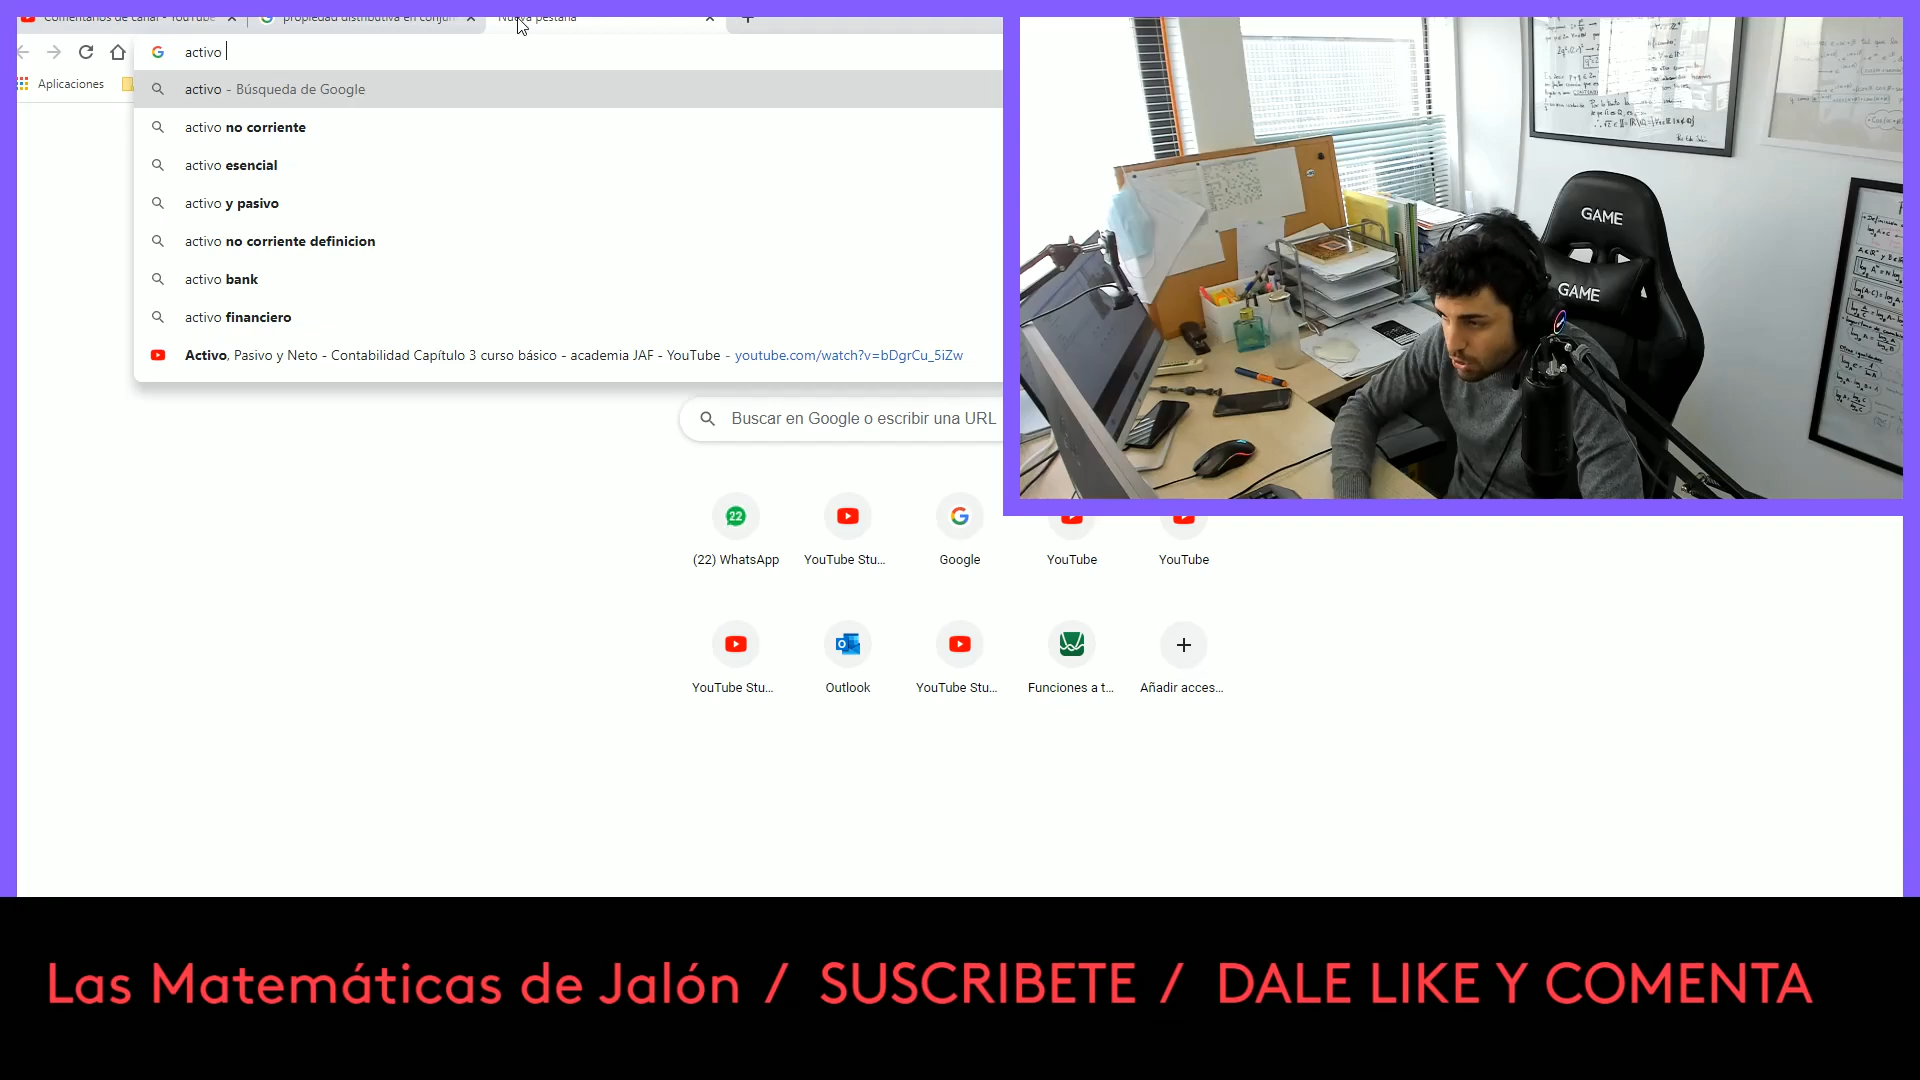 Comentarios de canal - YouTube
propiedad distributiva en conjun
Nueva pestaña
activo
Aplicaciones
activo - Búsqueda de Google
activo no corriente
activo esencial
activo y pasivo
activo no corriente definicion
activo bank
activo financiero
Activo, Pasivo y Neto - Contabilidad Capítulo 3 curso básico - academia JAF - YouTube - youtube.com/watch?v=bDgrCu_5iZw
Buscar en Google o escribir una URL
22
(22) WhatsApp
YouTube Stu...
Google
YouTube
YouTube
YouTube Stu...
Outlook
YouTube Stu...
Funciones a t...
Añadir acces...
GAME
GAME
Las Matemáticas de Jalón / SUSCRIBETE / DALE LIKE Y COMENTA